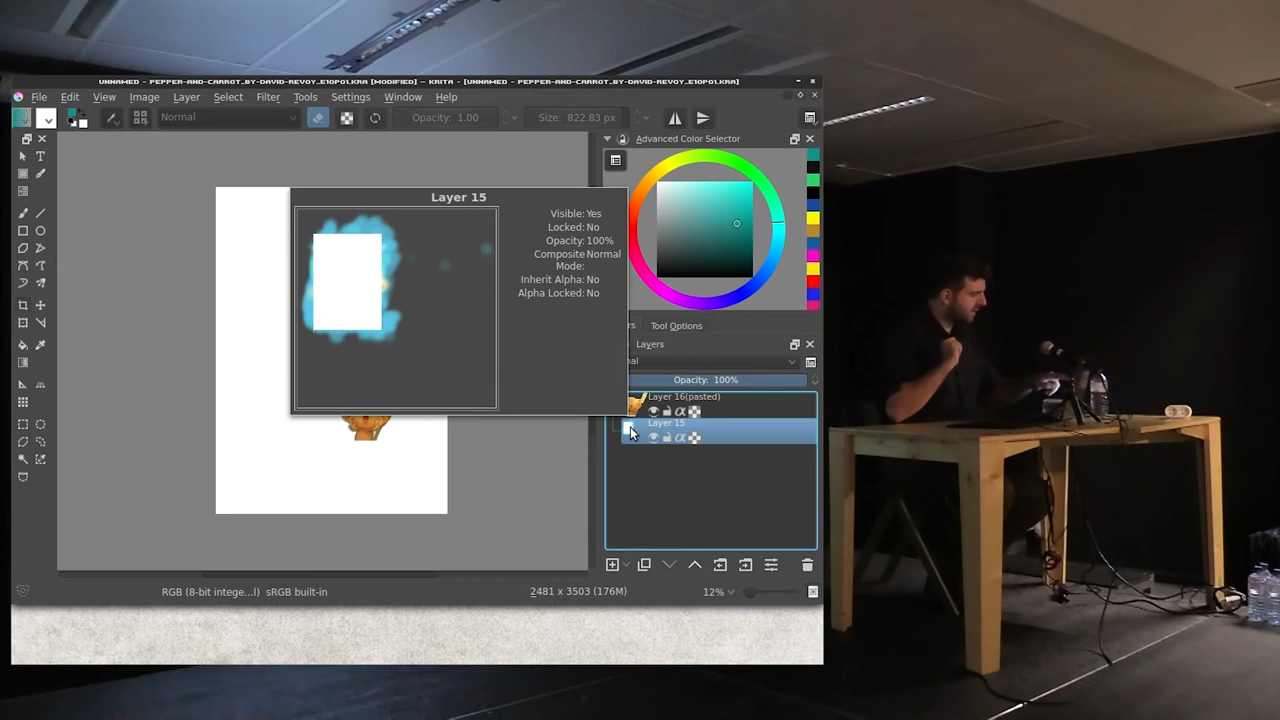 UNNAMED - PEPPER-AND-CARROT_BY-DAVID-REVOY_E10P01.KRA [MODIFIED] – KRITA - [UNNAMED - PEPPER-AND-CARROT_BY-DAVID-REVOY_E10P01.KRA]
File Edit View Image Layer Select Filter Tools Settings Window Help
Normal Opacity: 1.00 Size: 822.83 px
Advanced Color Selector
Layer 15
Visible: Yes
Locked: No
Opacity: 100%
Composite Normal
Mode:
Inherit Alpha: No
Alpha Locked: No
rs Tool Options
Layers
al
Opacity: 100%
Layer 16(pasted)
Layer 15
RGB (8-bit intege...l) sRGB built-in 2481 x 3503 (176M) 12%